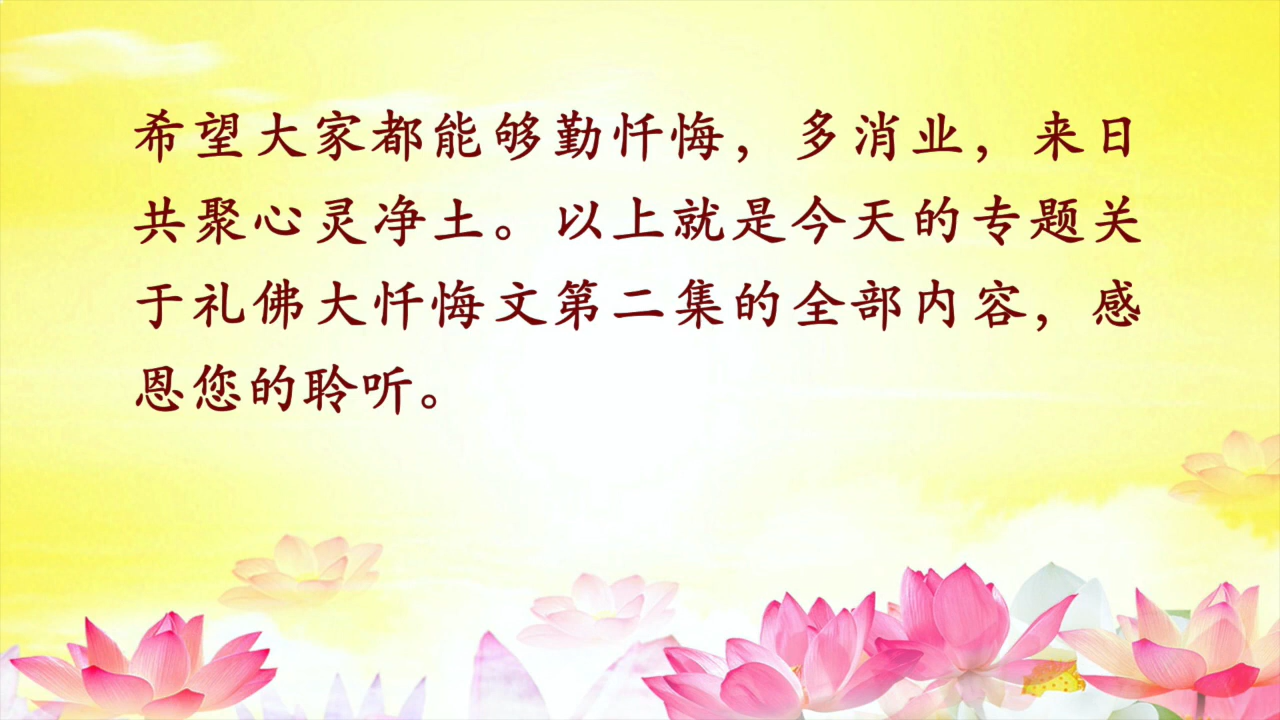 希望大家都能够勤忏悔，多消业，来日
共聚心灵净土。以上就是今天的专题关
于礼佛大忏悔文第二集的全部内容，感
恩您的聆听。